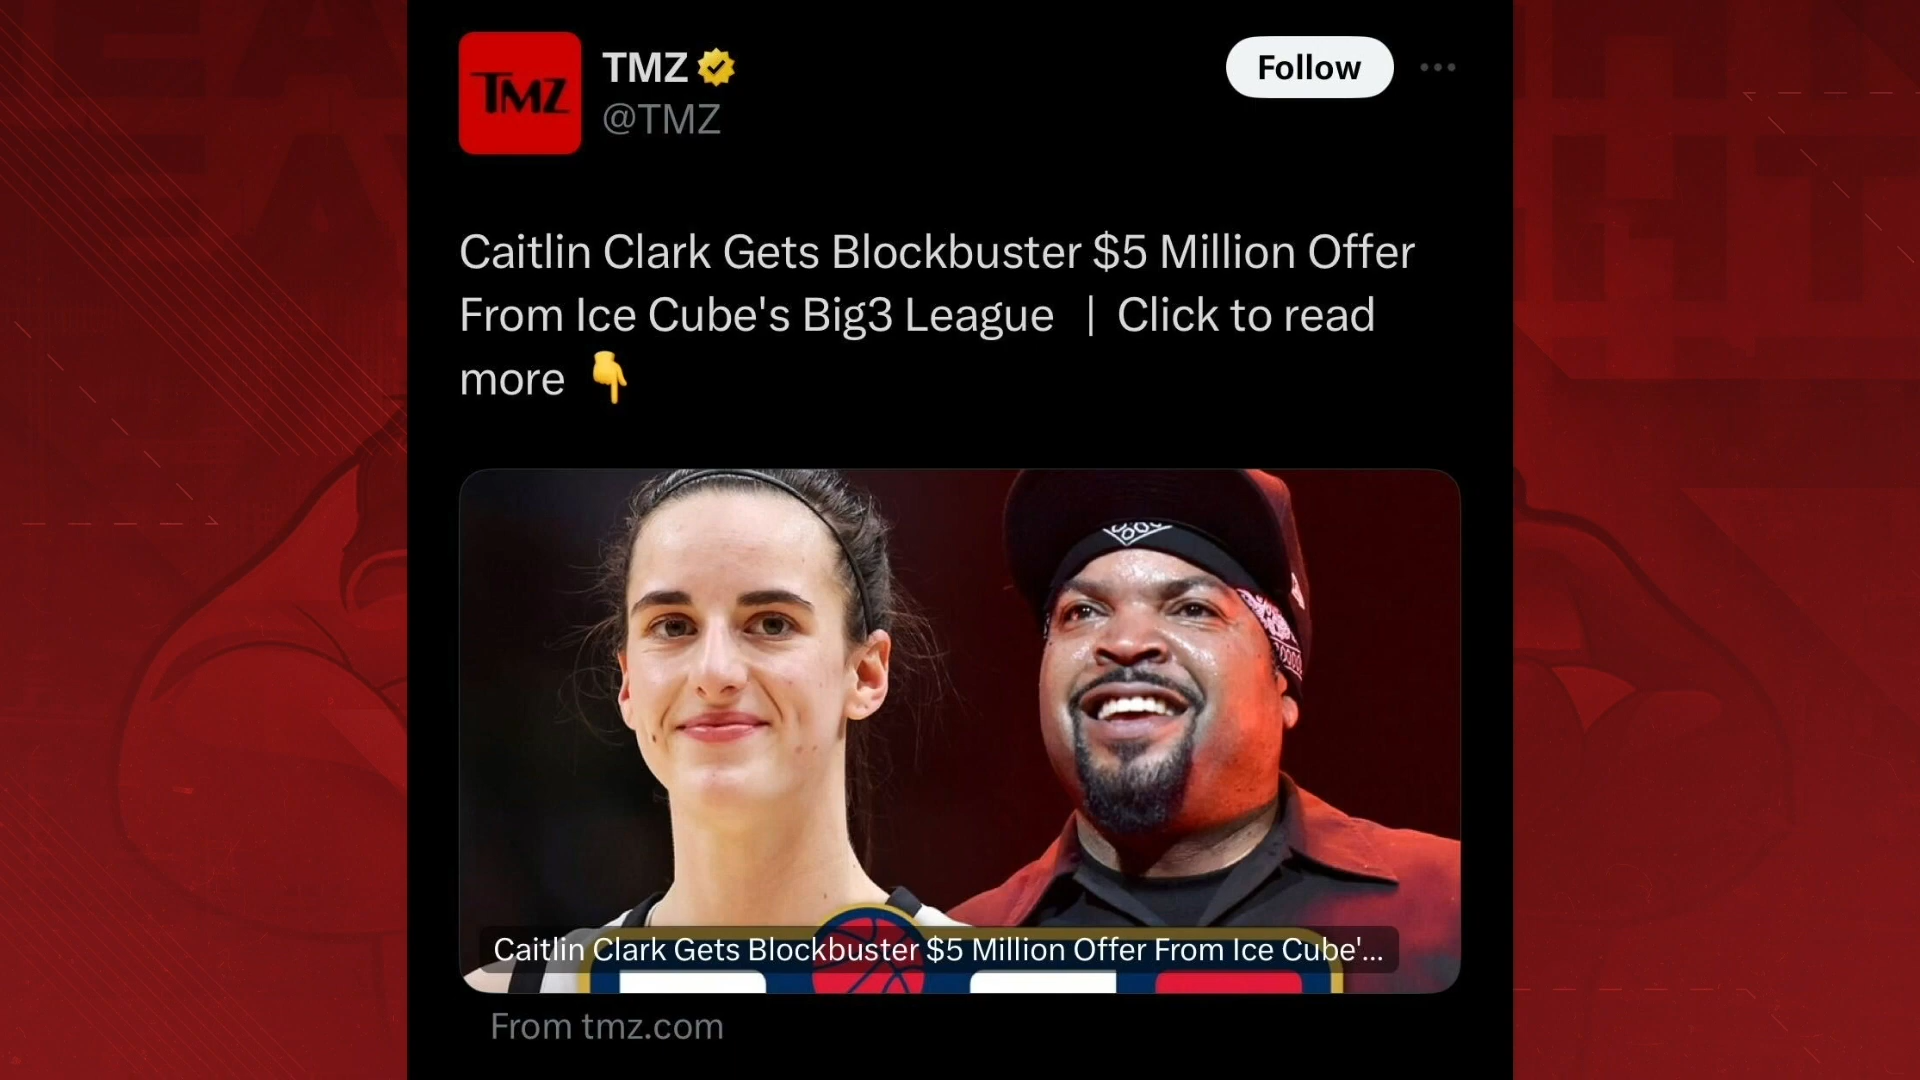 TMZ
TMZ
@TMZ
Follow
Caitlin Clark Gets Blockbuster $5 Million Offer
From Ice Cube's Big3 League | Click to read
more 👇
Caitlin Clark Gets Blockbuster $5 Million Offer From Ice Cube'...
From tmz.com